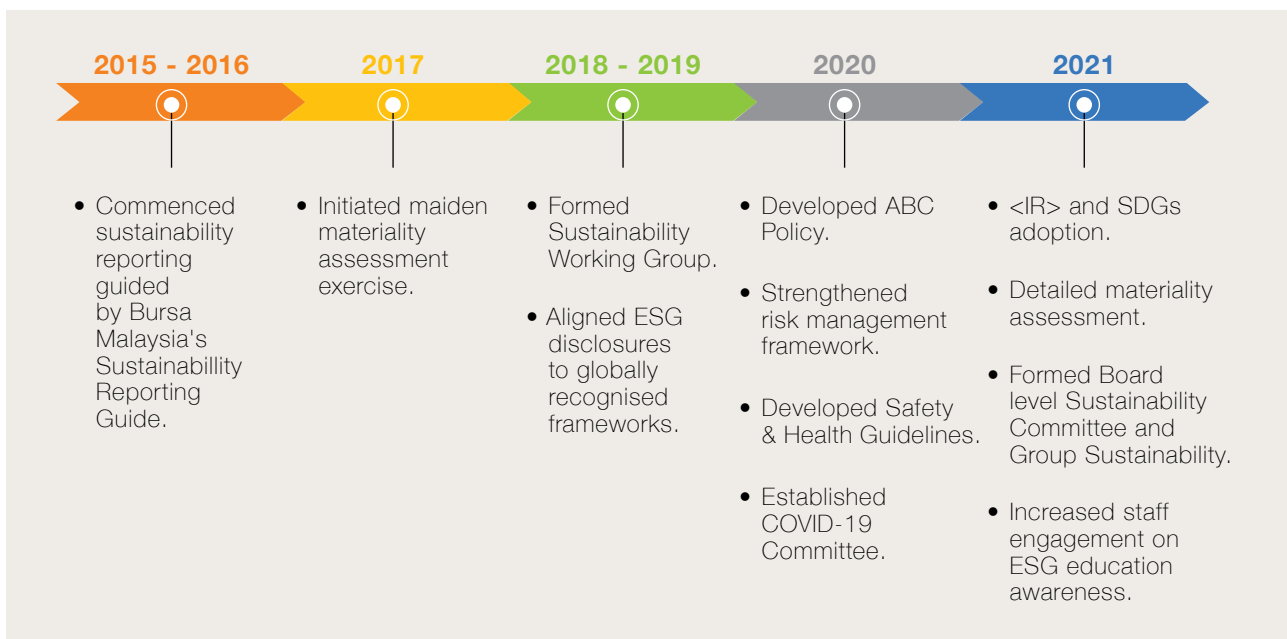 2015 - 2016
• Commenced
sustainability
reporting
guided
by Bursa
Malaysia's
Sustainabillity
Reporting
Guide.
2017
• Initiated maiden
materiality
assessment
exercise.
2018 - 2019
• Formed
Sustainability
Working Group.
• Aligned ESG
disclosures
to globally
recognised
frameworks.
2020
• Developed ABC
Policy.
• Strengthened
risk management
framework.
• Developed Safety
& Health Guidelines.
• Established
COVID-19
Committee.
2021
• <IR> and SDGs
adoption.
• Detailed materiality
assessment.
• Formed Board
level Sustainability
Committee and
Group Sustainability.
• Increased staff
engagement on
ESG education
awareness.